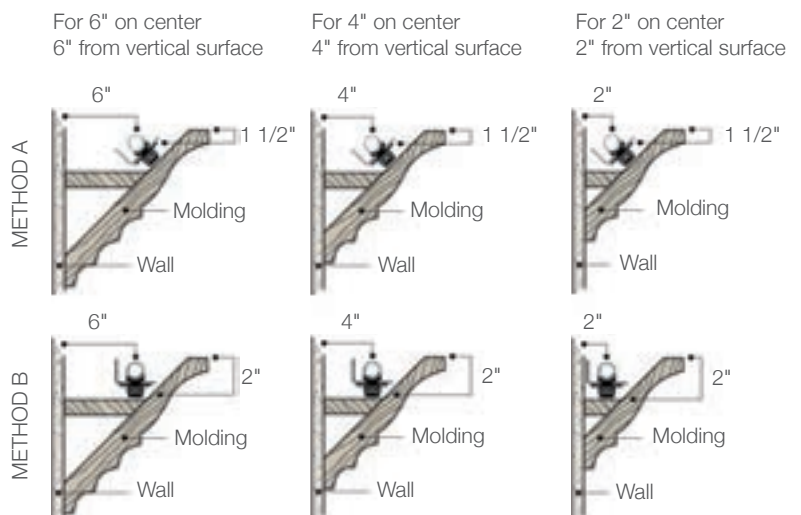 For 6" on center
6" from vertical surface
For 4" on center
4" from vertical surface
For 2" on center
2" from vertical surface
METHOD A
6"
1 1/2"
Molding
Wall
4"
1 1/2"
Molding
Wall
2"
1 1/2"
Molding
Wall
METHOD B
6"
2"
Molding
Wall
4"
2"
Molding
Wall
2"
2"
Molding
Wall